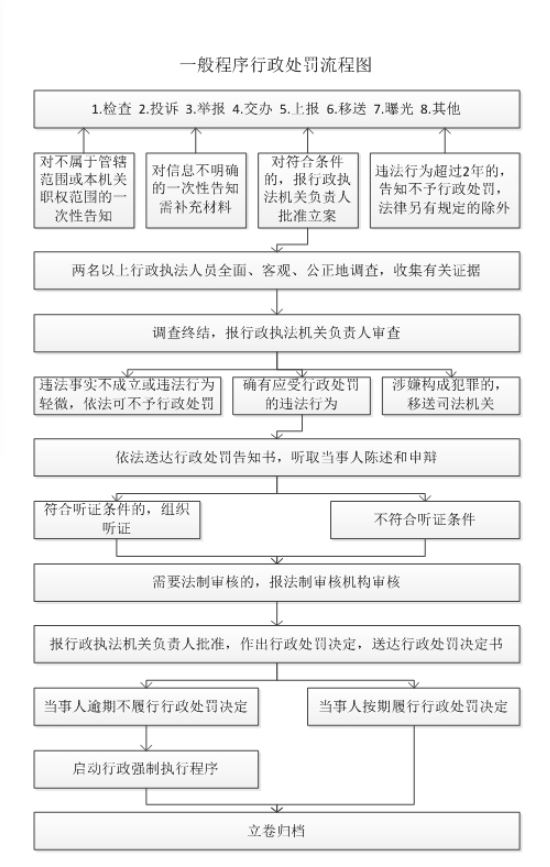 一般程序行政处罚流程图
1.检查 2.投诉 3.举报 4.交办 5.上报 6.移送 7.曝光 8.其他
对不属于管辖
范围或本机关
职权范围的一
次性告知
对信息不明确
的一次性告知
需补充材料
对符合条件
的，报行政执
法机关负责人
批准立案
违法行为超过2年的，
告知不予行政处罚，
法律另有规定的除外
两名以上行政执法人员全面、客观、公正地调查，收集有关证据
调查终结，报行政执法机关负责人审查
违法事实不成立或违法行为
轻微，依法可不予行政处罚
确有应受行政处罚
的违法行为
涉嫌构成犯罪的，
移送司法机关
依法送达行政处罚告知书，听取当事人陈述和申辩
符合听证条件的，组织
听证
不符合听证条件
需要法制审核的，报法制审核机构审核
报行政执法机关负责人批准，作出行政处罚决定，送达行政处罚决定书
当事人逾期不履行行政处罚决定
当事人按期履行行政处罚决定
启动行政强制执行程序
立卷归档